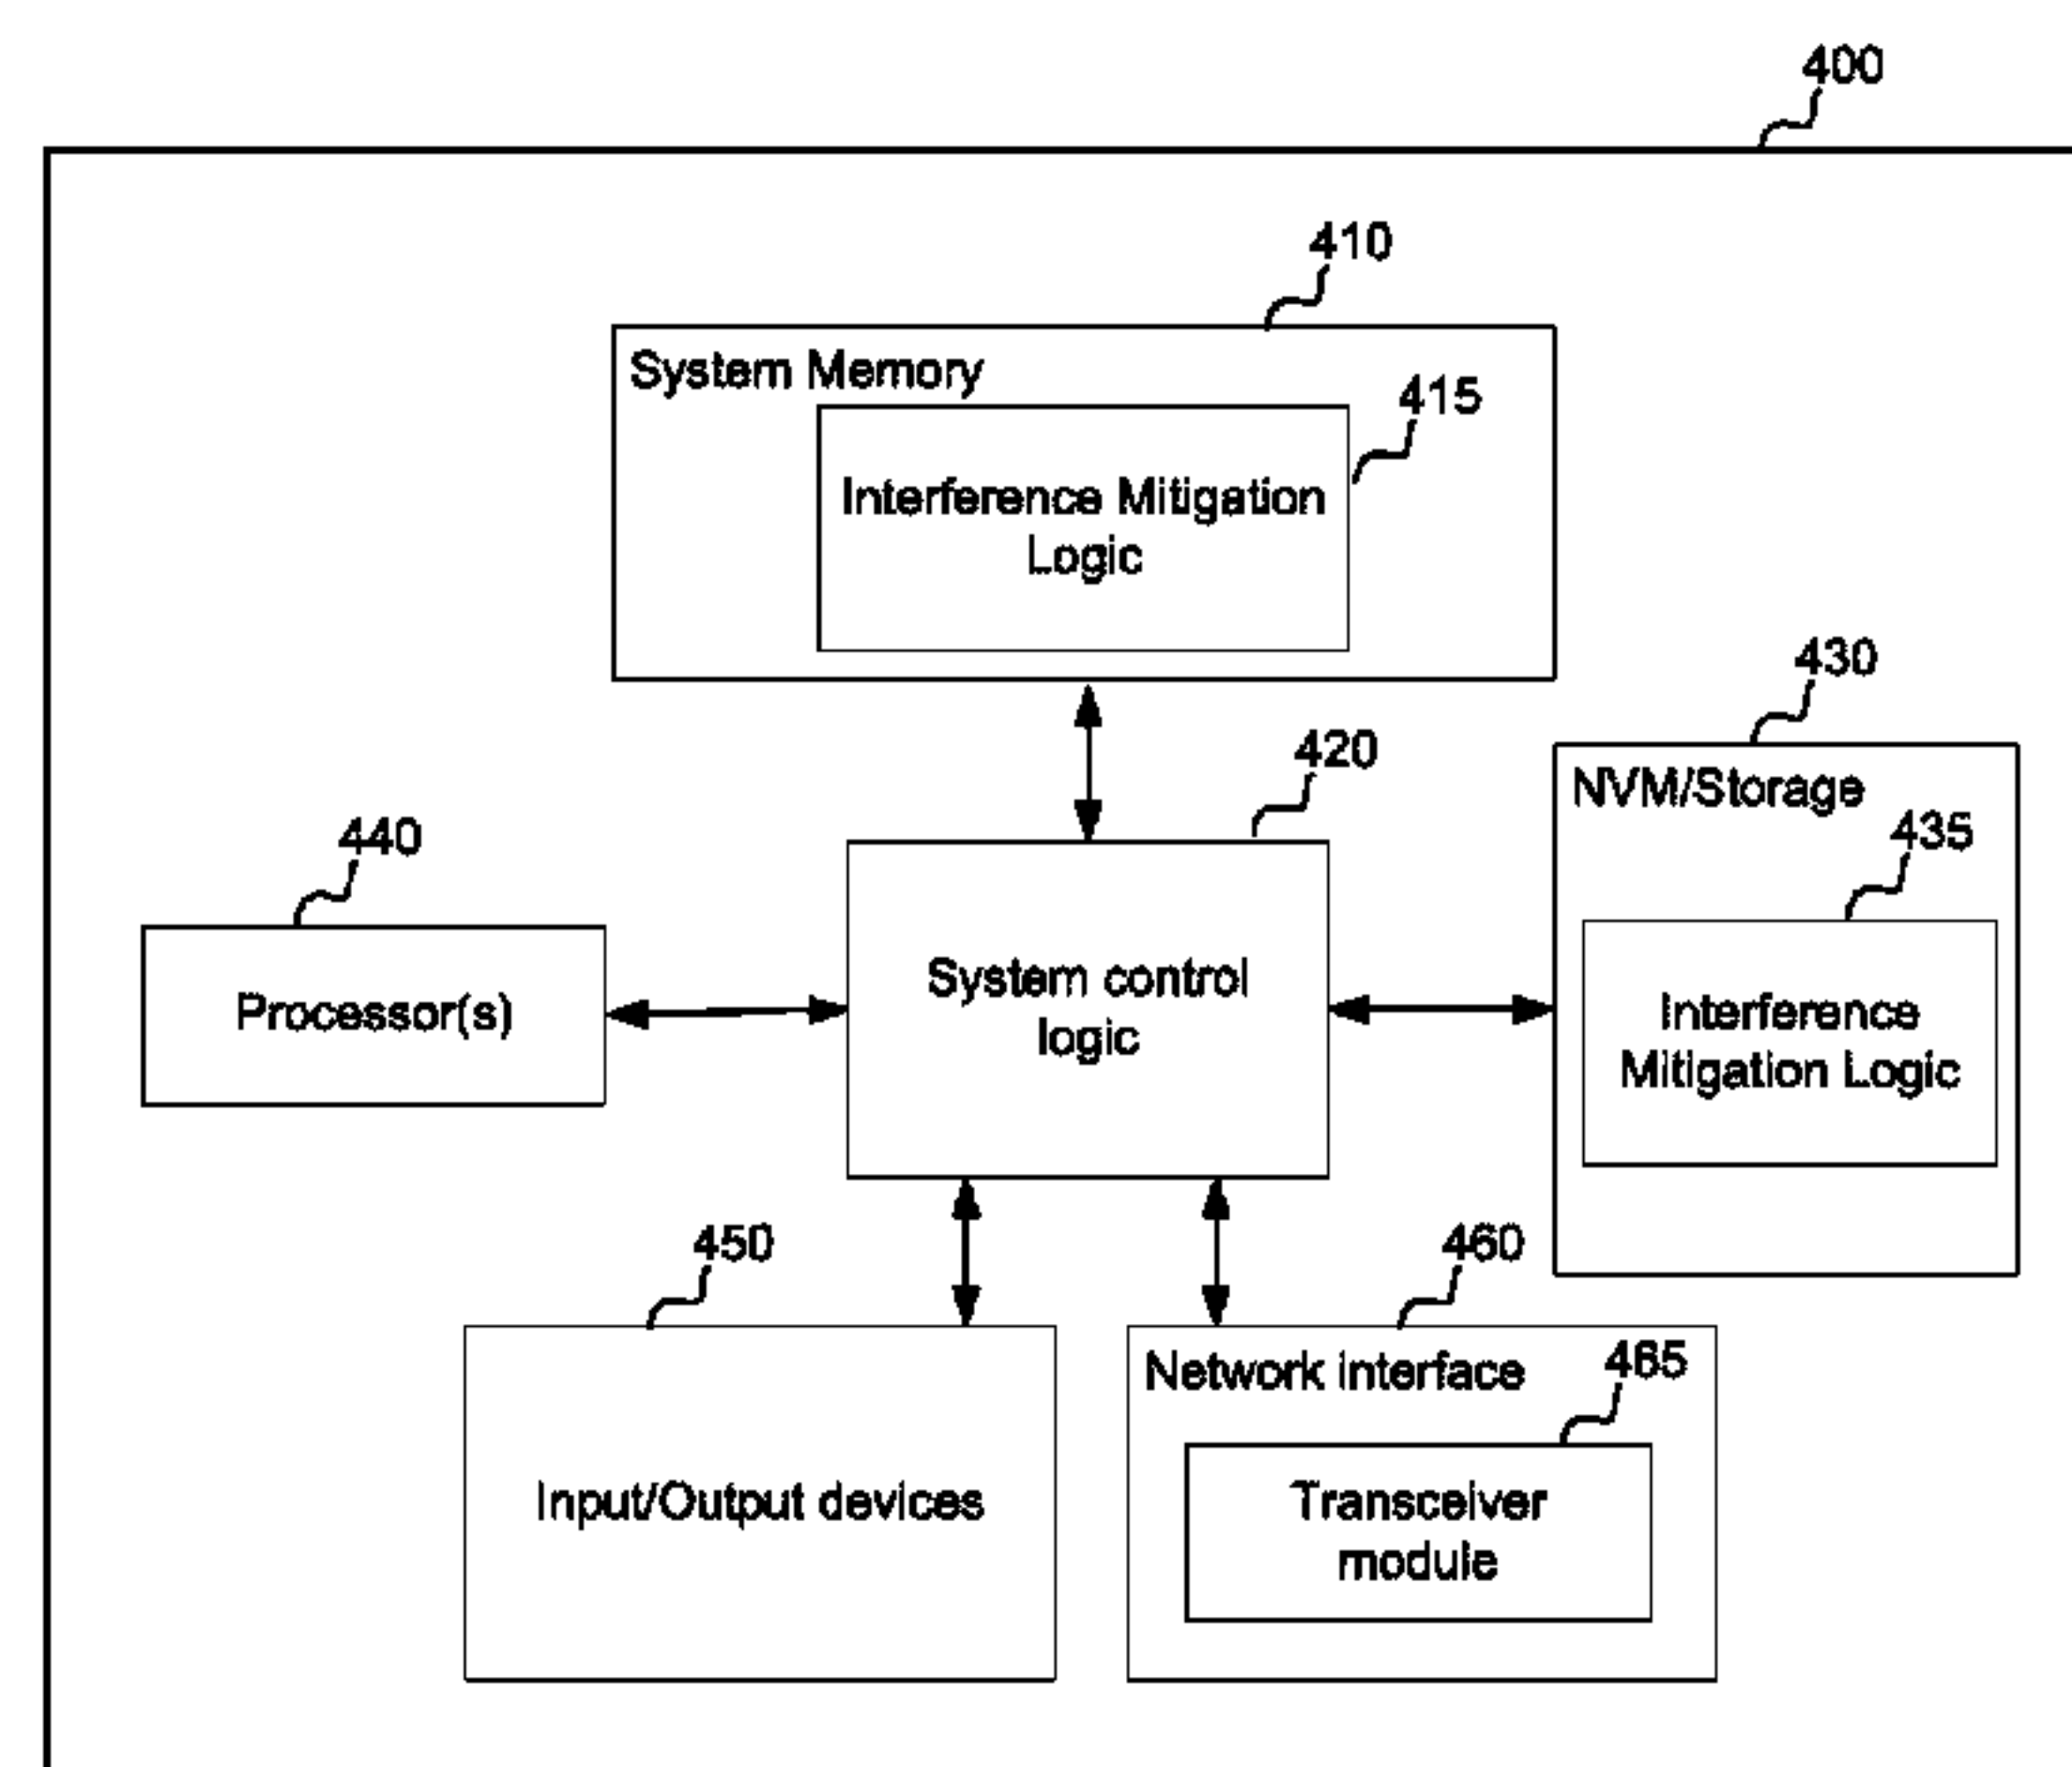 400
410
System Memory
415
Interference Mitigation
Logic
430
420
NVM/Storage
435
440
System control
logic
Processor(s)
Interference
Mitigation Logic
450
460
Network interface
465
Input/Output devices
Transceiver
module